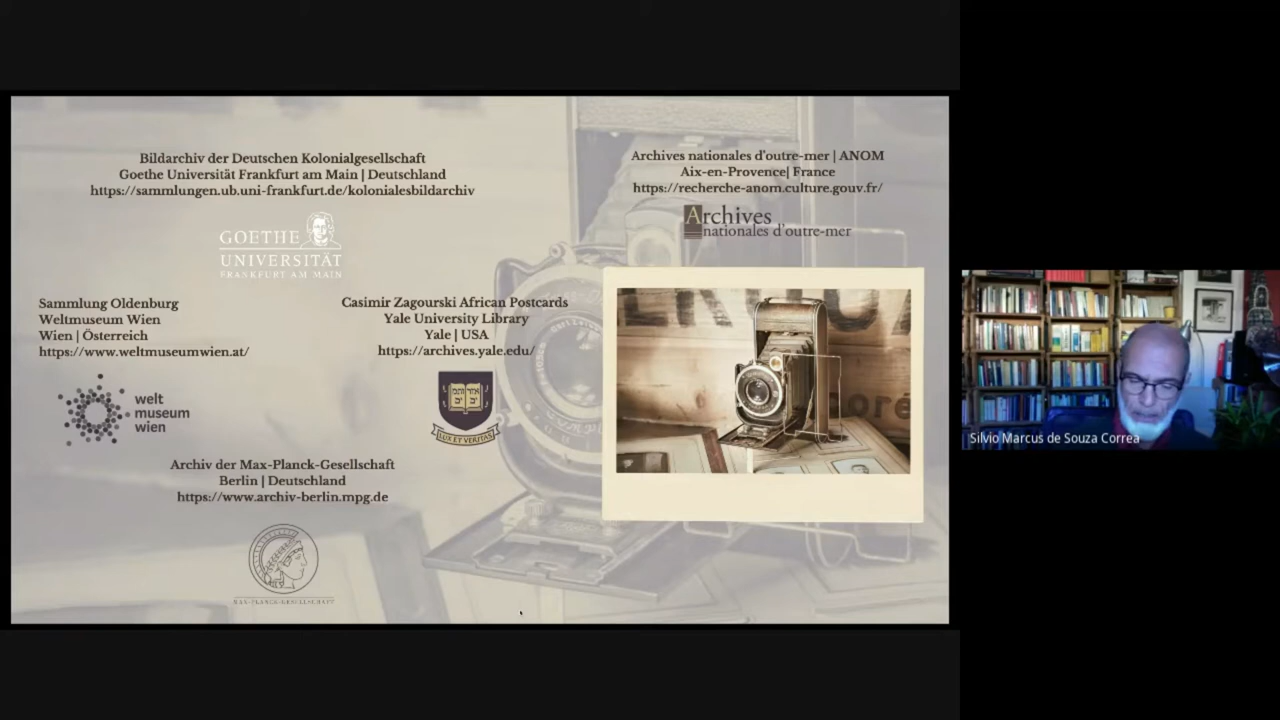 Bildarchiv der Deutschen Kolonialgesellschaft
Goethe Universität Frankfurt am Main | Deutschland
https://sammlungen.ub.uni-frankfurt.de/kolonialesbildarchiv
GOETHE
UNIVERSITÄT
FRANKFURT AM MAIN
Archives nationales d'outre-mer | ANOM
Aix-en-Provence| France
https://recherche-anom.culture.gouv.fr/
Archives
nationales d'outre-mer
Sammlung Oldenburg
Weltmuseum Wien
Wien | Österreich
https://www.weltmuseumwien.at/
welt
museum
wien
Casimir Zagourski African Postcards
Yale University Library
Yale | USA
https://archives.yale.edu/
LUX ET VERITAS
Archiv der Max-Planck-Gesellschaft
Berlin | Deutschland
https://www.archiv-berlin.mpg.de
MAX-PLANCK-GESELLSCHAFT
Silvio Marcus de Souza Correa